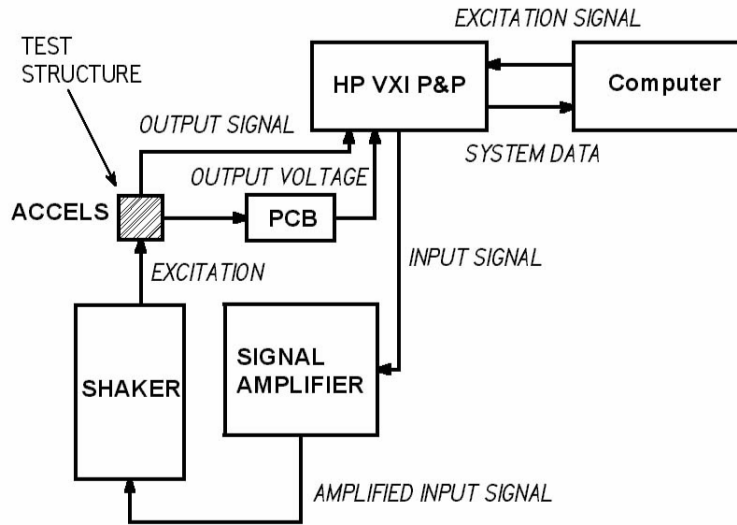 EXCITATION SIGNAL
TEST
STRUCTURE
HP VXI P&P
Computer
OUTPUT SIGNAL
SYSTEM DATA
OUTPUT VOLTAGE
ACCELS
PCB
INPUT SIGNAL
EXCITATION
SHAKER
SIGNAL
AMPLIFIER
AMPLIFIED INPUT SIGNAL